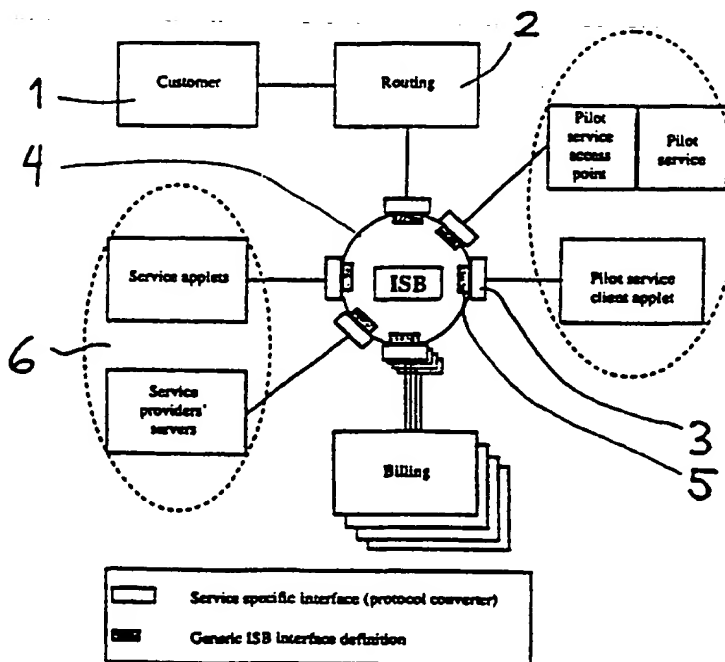 2
1
Customer
Routing
Pilot
service
access
point
Pilot
service
4
Service applets
ISB
Pilot service
client applet
6
Service
providers'
servers
3
5
Billing
Service specific interface (protocol converter)
Generic ISB interface definition